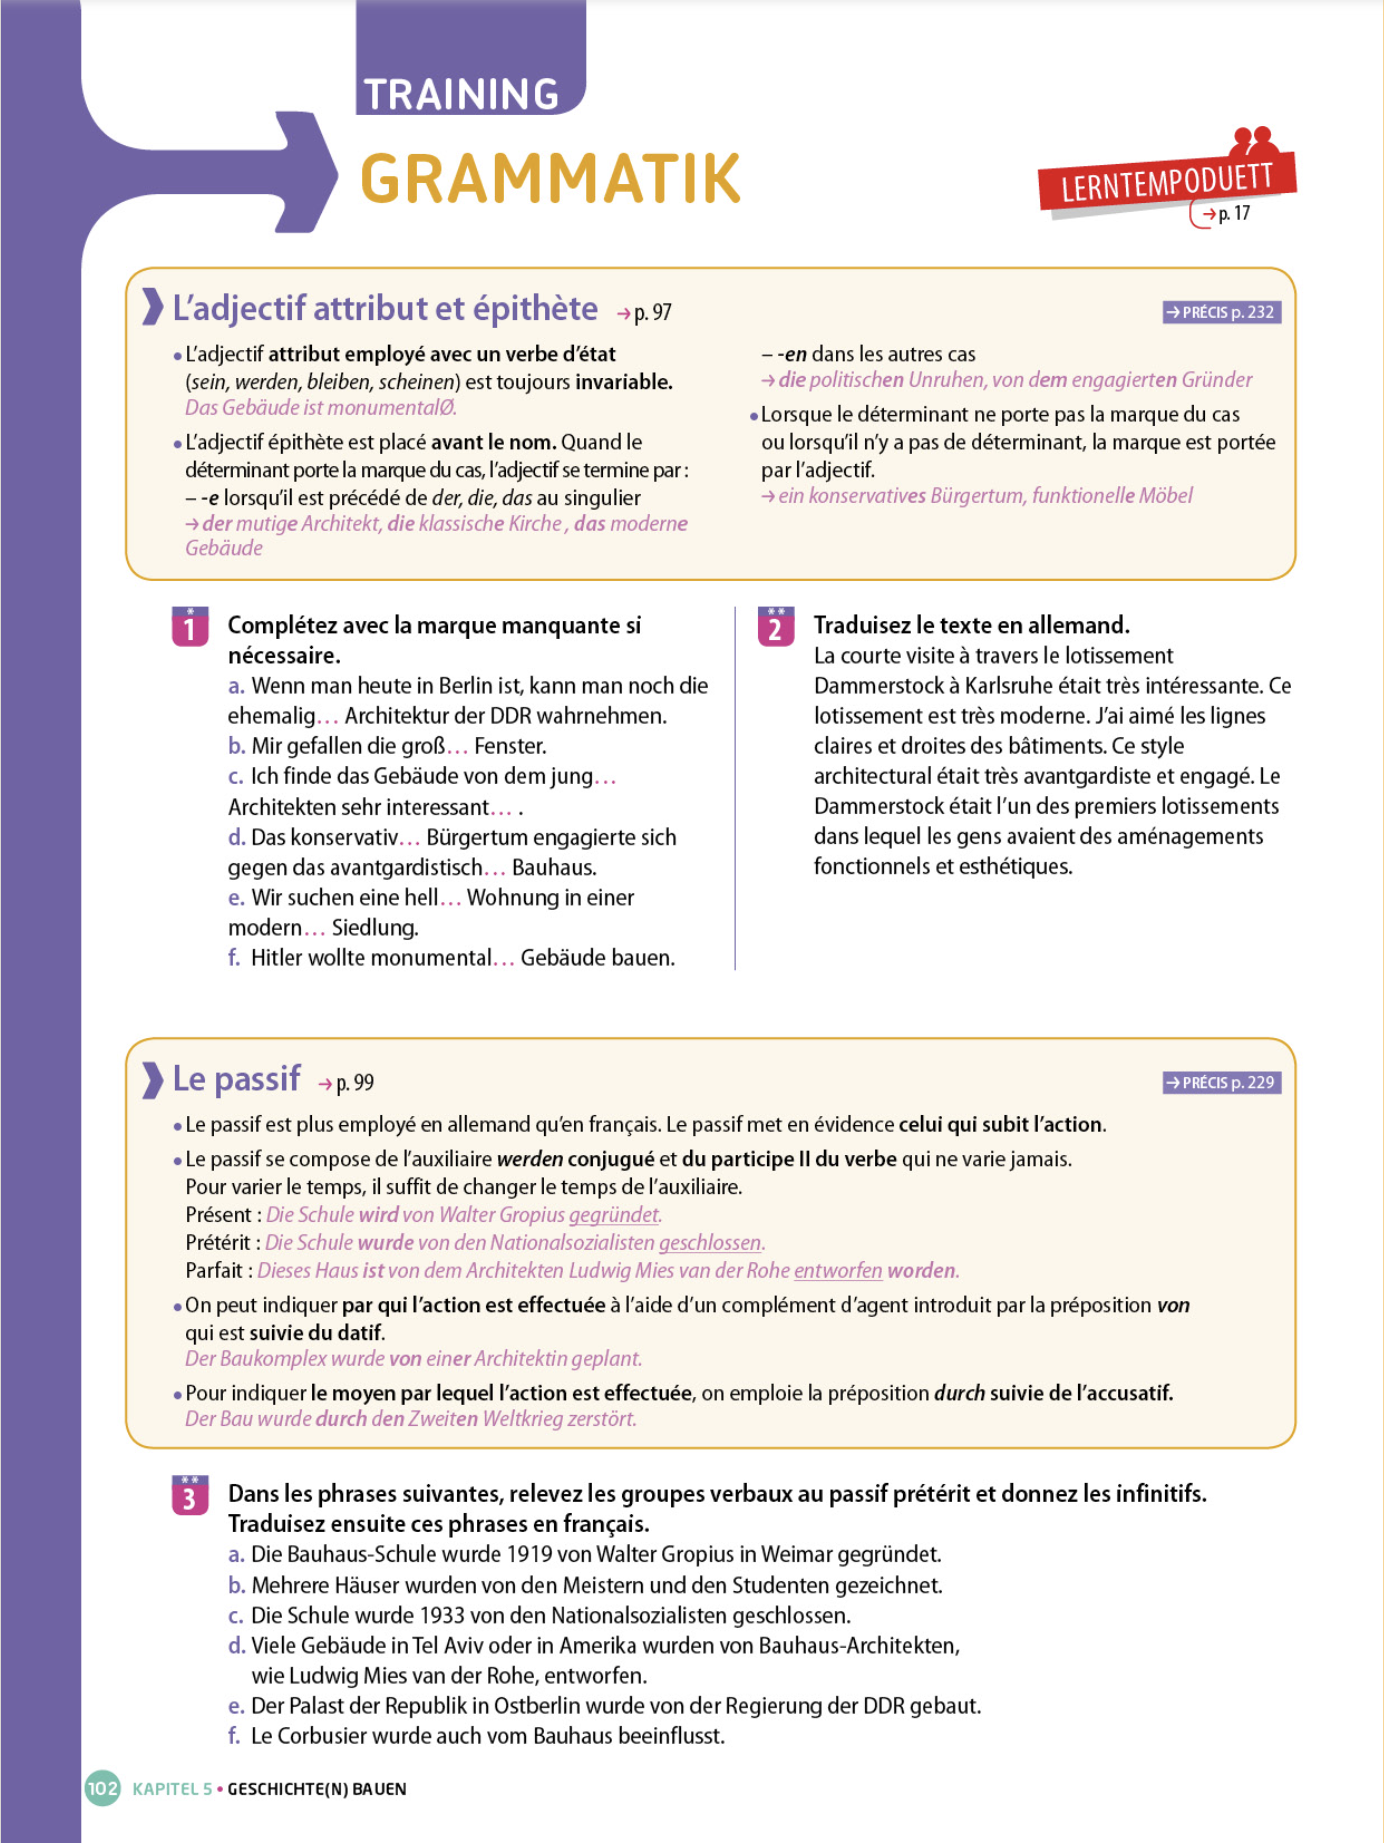 TRAINING
GRAMMATIK
LERNTEMPODUETT
→ p. 17
L’adjectif attribut et épithète → p. 97
→ PRÉCIS p. 232
• L’adjectif attribut employé avec un verbe d’état
(sein, werden, bleiben, scheinen) est toujours invariable.
Das Gebäude ist monumentalØ.
• L’adjectif épithète est placé avant le nom. Quand le
déterminant porte la marque du cas, l’adjectif se termine par :
– -e lorsqu’il est précédé de der, die, das au singulier
→ der mutige Architekt, die klassische Kirche , das moderne
Gebäude
– -en dans les autres cas
→ die politischen Unruhen, von dem engagierten Gründer
• Lorsque le déterminant ne porte pas la marque du cas
ou lorsqu’il n’y a pas de déterminant, la marque est portée
par l’adjectif.
→ ein konservatives Bürgertum, funktionelle Möbel
*
1
Complétez avec la marque manquante si
nécessaire.
a. Wenn man heute in Berlin ist, kann man noch die
ehemalig… Architektur der DDR wahrnehmen.
b. Mir gefallen die groß… Fenster.
c. Ich finde das Gebäude von dem jung…
Architekten sehr interessant… .
d. Das konservativ… Bürgertum engagierte sich
gegen das avantgardistisch… Bauhaus.
e. Wir suchen eine hell… Wohnung in einer
modern… Siedlung.
f. Hitler wollte monumental… Gebäude bauen.
**
2
Traduisez le texte en allemand.
La courte visite à travers le lotissement
Dammerstock à Karlsruhe était très intéressante. Ce
lotissement est très moderne. J’ai aimé les lignes
claires et droites des bâtiments. Ce style
architectural était très avantgardiste et engagé. Le
Dammerstock était l’un des premiers lotissements
dans lequel les gens avaient des aménagements
fonctionnels et esthétiques.
Le passif → p. 99
→ PRÉCIS p. 229
• Le passif est plus employé en allemand qu’en français. Le passif met en évidence celui qui subit l’action.
• Le passif se compose de l’auxiliaire werden conjugué et du participe II du verbe qui ne varie jamais.
Pour varier le temps, il suffit de changer le temps de l’auxiliaire.
Présent : Die Schule wird von Walter Gropius gegründet.
Prétérit : Die Schule wurde von den Nationalsozialisten geschlossen.
Parfait : Dieses Haus ist von dem Architekten Ludwig Mies van der Rohe entworfen worden.
• On peut indiquer par qui l’action est effectuée à l’aide d’un complément d’agent introduit par la préposition von
qui est suivie du datif.
Der Baukomplex wurde von einer Architektin geplant.
• Pour indiquer le moyen par lequel l’action est effectuée, on emploie la préposition durch suivie de l’accusatif.
Der Bau wurde durch den Zweiten Weltkrieg zerstört.
**
3
Dans les phrases suivantes, relevez les groupes verbaux au passif prétérit et donnez les infinitifs.
Traduisez ensuite ces phrases en français.
a. Die Bauhaus-Schule wurde 1919 von Walter Gropius in Weimar gegründet.
b. Mehrere Häuser wurden von den Meistern und den Studenten gezeichnet.
c. Die Schule wurde 1933 von den Nationalsozialisten geschlossen.
d. Viele Gebäude in Tel Aviv oder in Amerika wurden von Bauhaus-Architekten,
wie Ludwig Mies van der Rohe, entworfen.
e. Der Palast der Republik in Ostberlin wurde von der Regierung der DDR gebaut.
f. Le Corbusier wurde auch vom Bauhaus beeinflusst.
102 KAPITEL 5 • GESCHICHTE(N) BAUEN